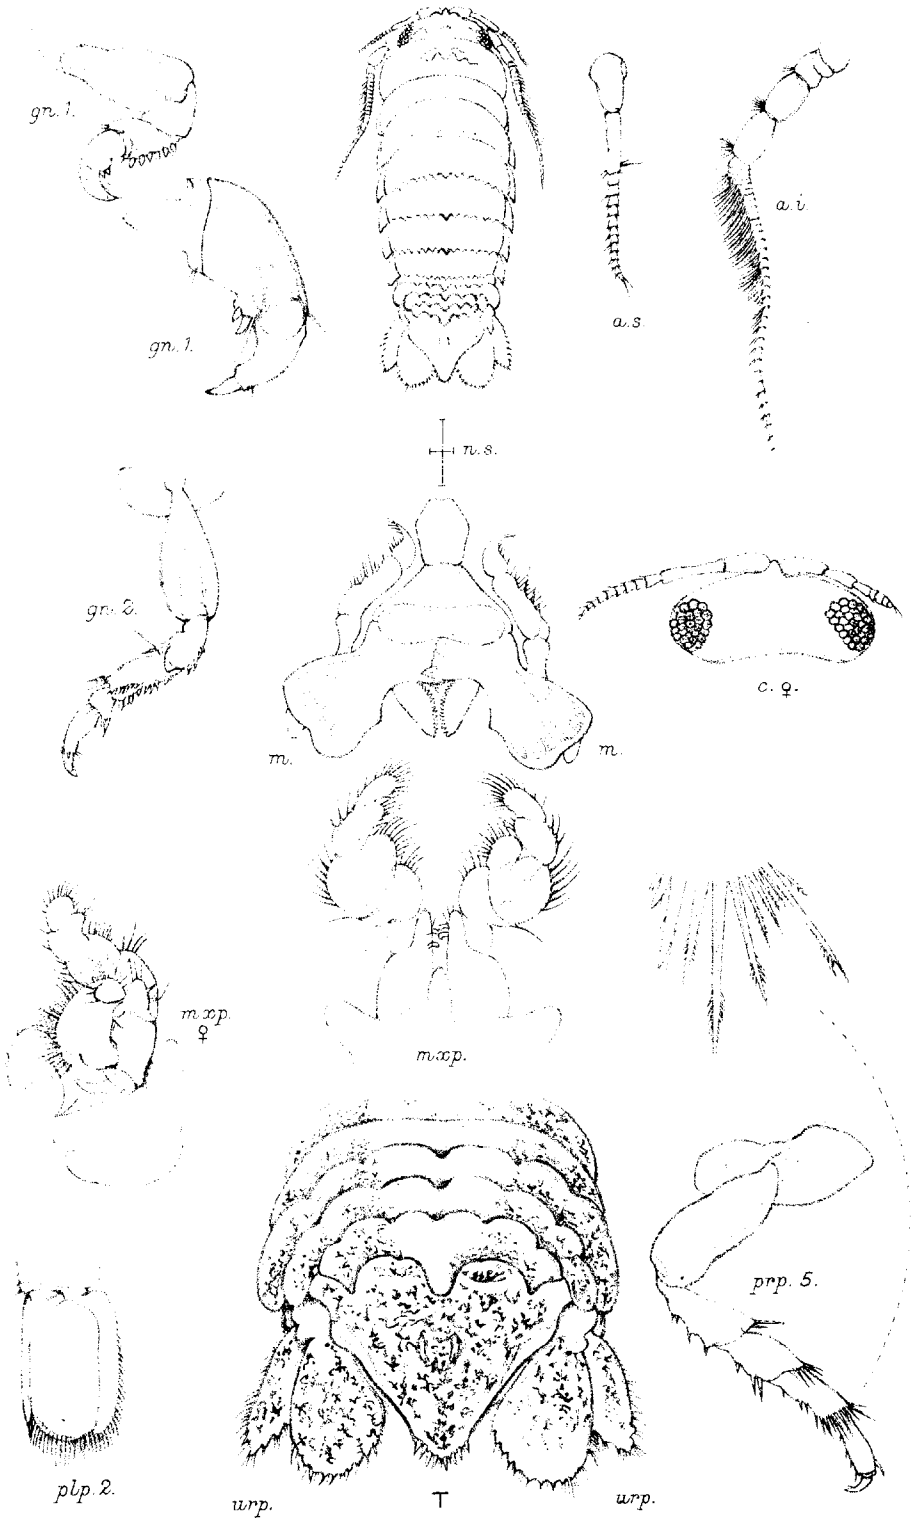 gn. 1.
a. i.
a. s.
gn. 1.
n. s.
gn. 2.
c. ♀.
m.
m.
mxp.
♀
mxp.
prp. 5.
plp. 2.
urp.
T
urp.